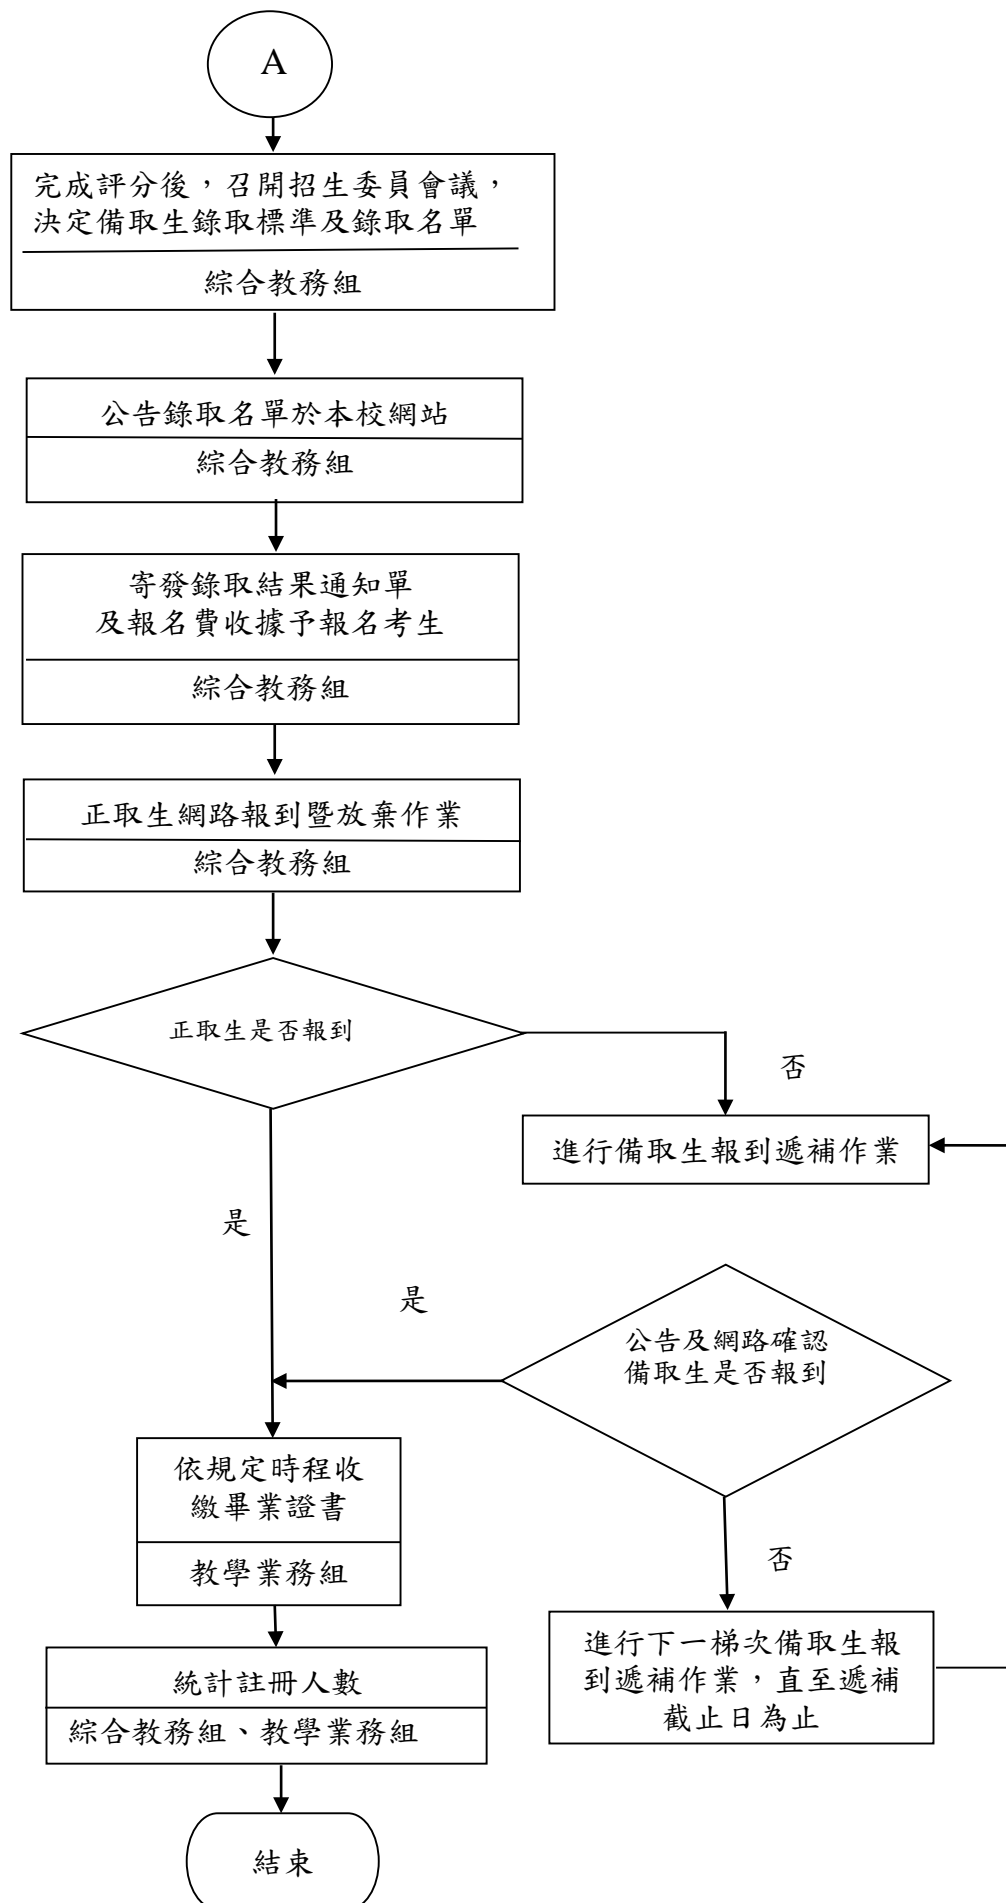 A
完成評分後，召開招生委員會議，
決定備取生錄取標準及錄取名單
綜合教務組
公告錄取名單於本校網站
綜合教務組
寄發錄取結果通知單
及報名費收據予報名考生
綜合教務組
正取生網路報到暨放棄作業
綜合教務組
正取生是否報到
否
進行備取生報到遞補作業
是
是
公告及網路確認
備取生是否報到
依規定時程收
繳畢業證書
教學業務組
否
進行下一梯次備取生報
到遞補作業，直至遞補
截止日為止
統計註冊人數
綜合教務組、教學業務組
結束